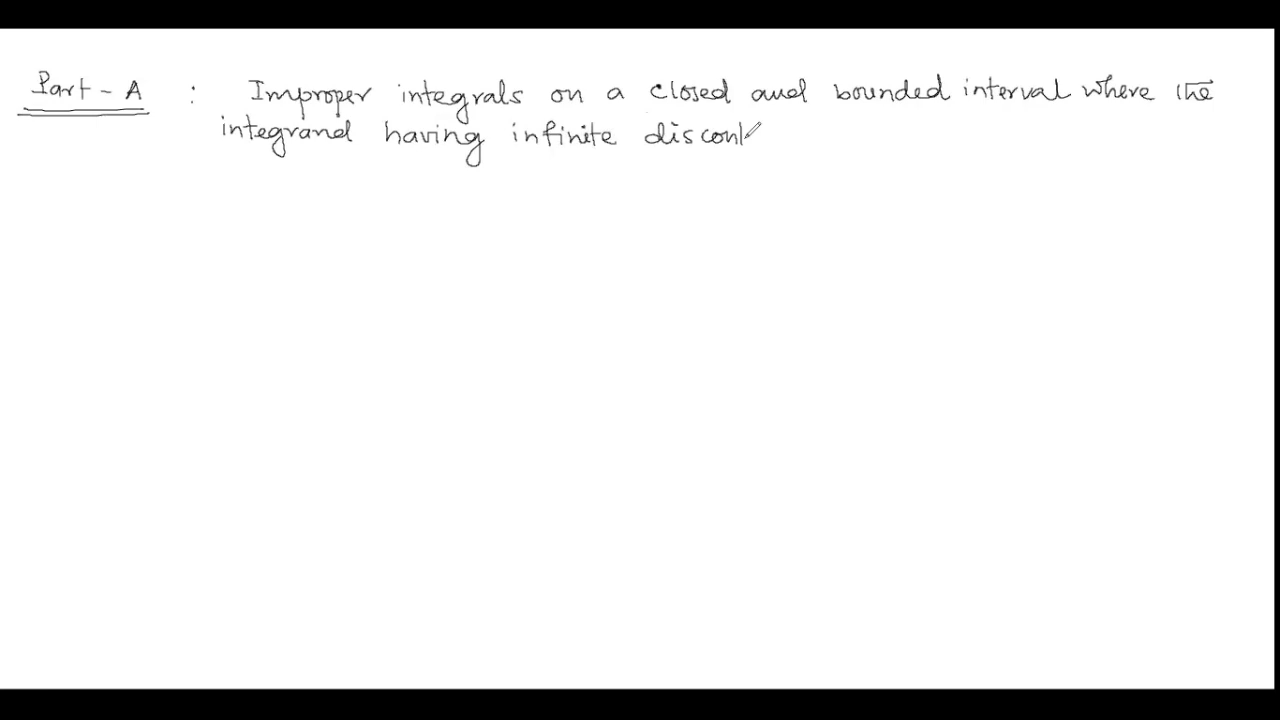 Part - A : Improper integrals on a closed and bounded interval where the
integrand having infinite discont